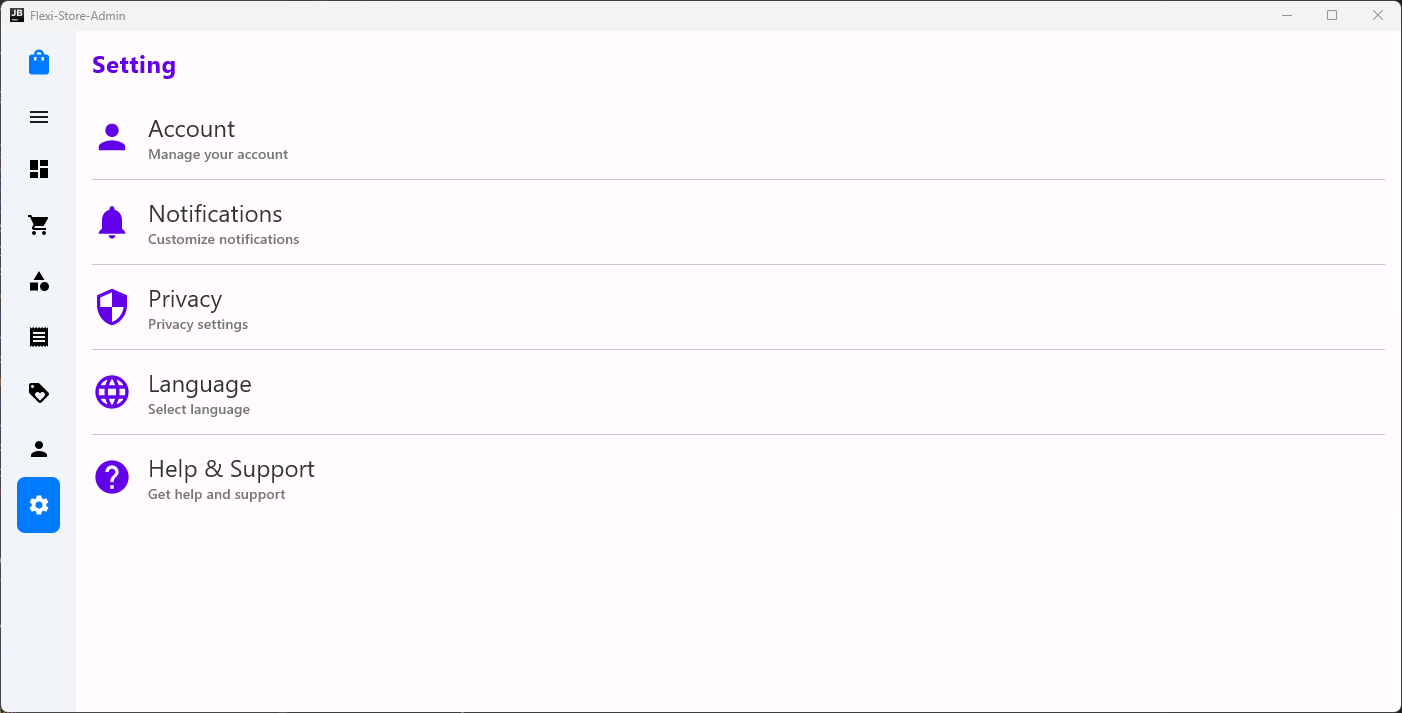 JB
Flexi-Store-Admin
Setting
Account
Manage your account
Notifications
Customize notifications
Privacy
Privacy settings
Language
Select language
Help & Support
Get help and support